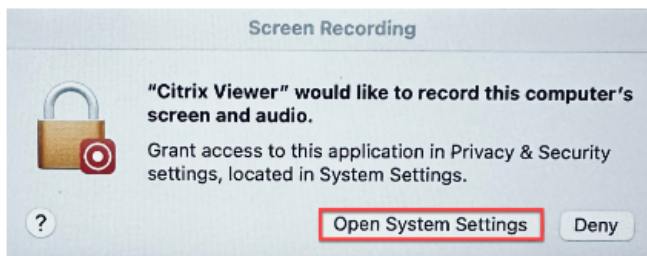 Screen Recording
“Citrix Viewer” would like to record this computer’s
screen and audio.
Grant access to this application in Privacy & Security
settings, located in System Settings.
?
Open System Settings
Deny